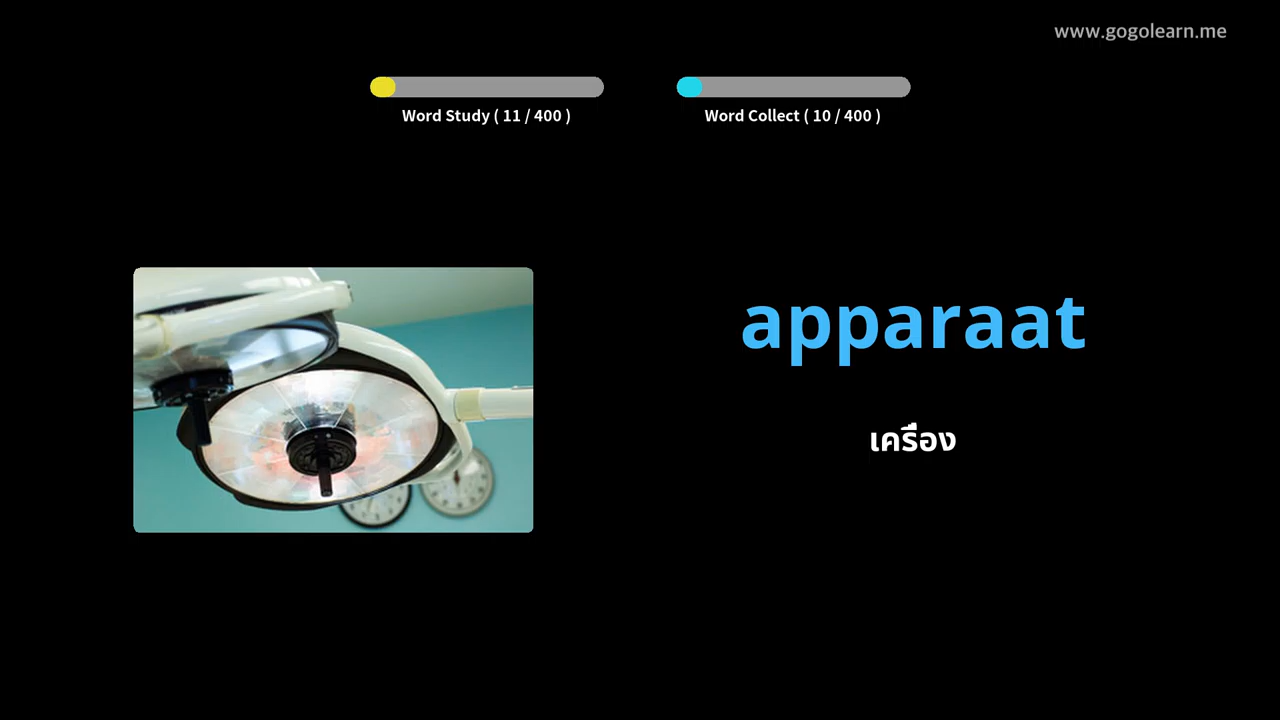 www.gogolearn.me
Word Study ( 11 / 400 )
Word Collect ( 10 / 400 )
apparaat
เครื่อง